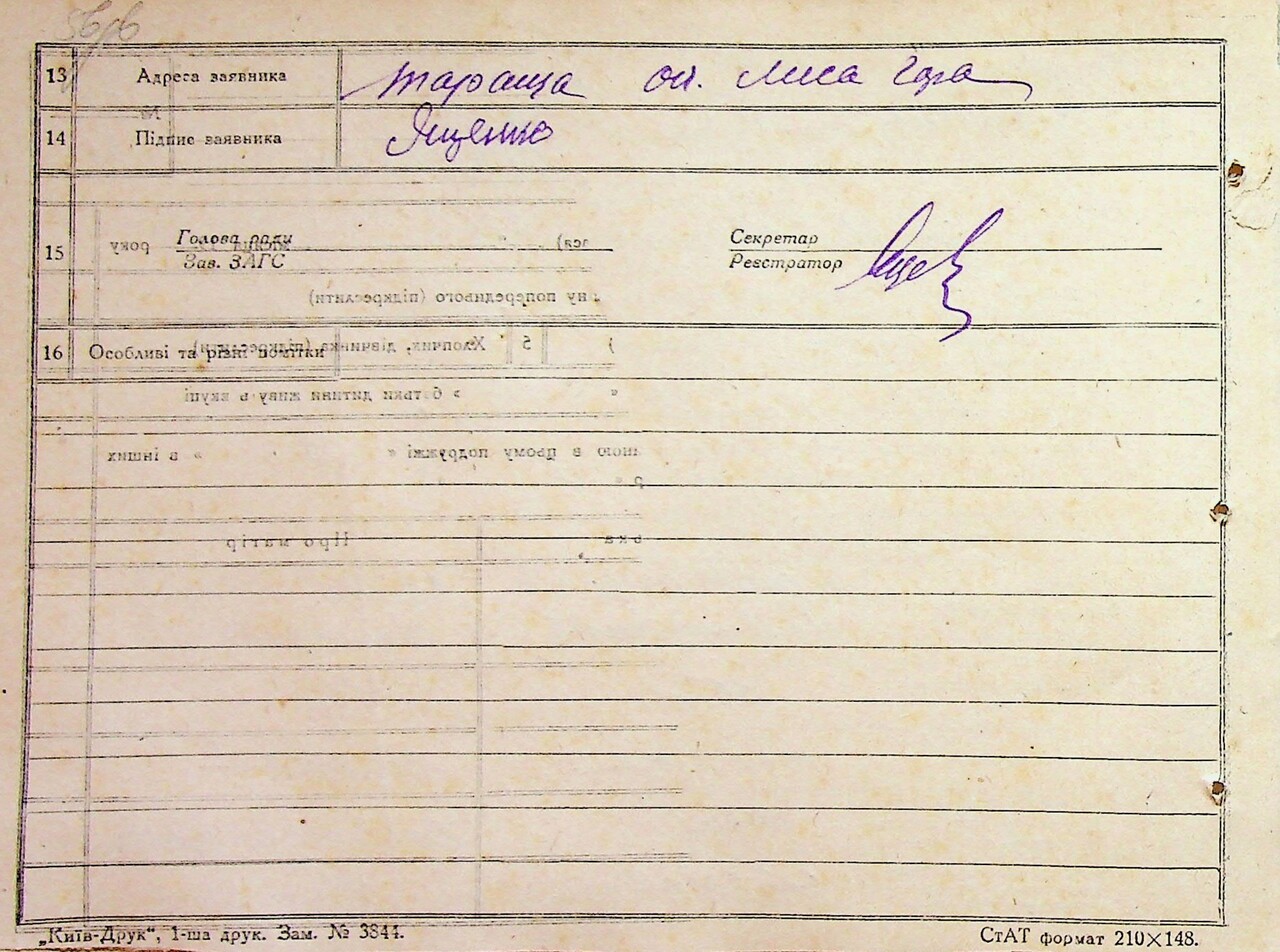 13 Адреса заявника Тараща ос. Лиса Гора
14 Підпис заявника Ященко
15 Голова ради Секретар
Зав. ЗАГС Реєстратор
16 Особливі та різні помітки
„Київ-Друк“, 1-ша друк. Зам. № 3844. СтАТ формат 210×148.